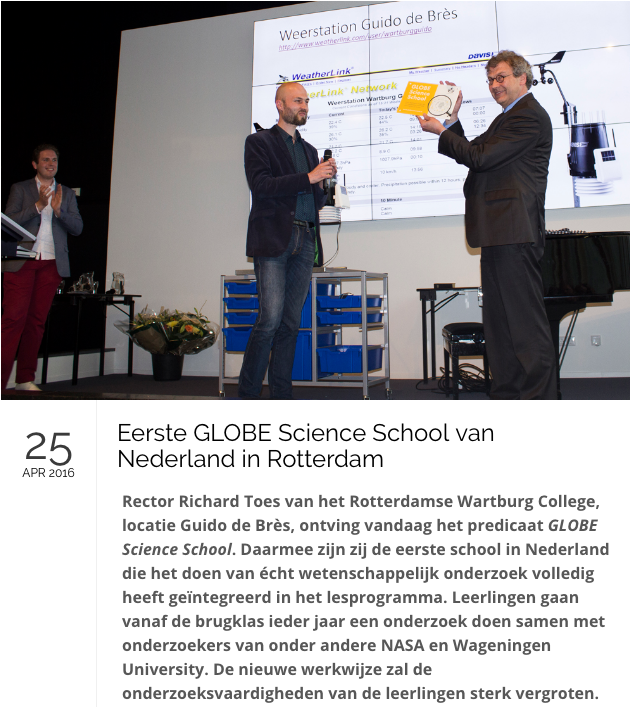 Weerstation Guido de Brès
http://www.weatherlink.com/user/wartburgguido
Davis
WeatherLink
erLink Network
Weerstation Wartburg G
GLOBE
Science
School
25
APR 2016
Eerste GLOBE Science School van
Nederland in Rotterdam
Rector Richard Toes van het Rotterdamse Wartburg College,
locatie Guido de Brès, ontving vandaag het predicaat GLOBE
Science School. Daarmee zijn zij de eerste school in Nederland
die het doen van écht wetenschappelijk onderzoek volledig
heeft geïntegreerd in het lesprogramma. Leerlingen gaan
vanaf de brugklas ieder jaar een onderzoek doen samen met
onderzoekers van onder andere NASA en Wageningen
University. De nieuwe werkwijze zal de
onderzoeksvaardigheden van de leerlingen sterk vergroten.